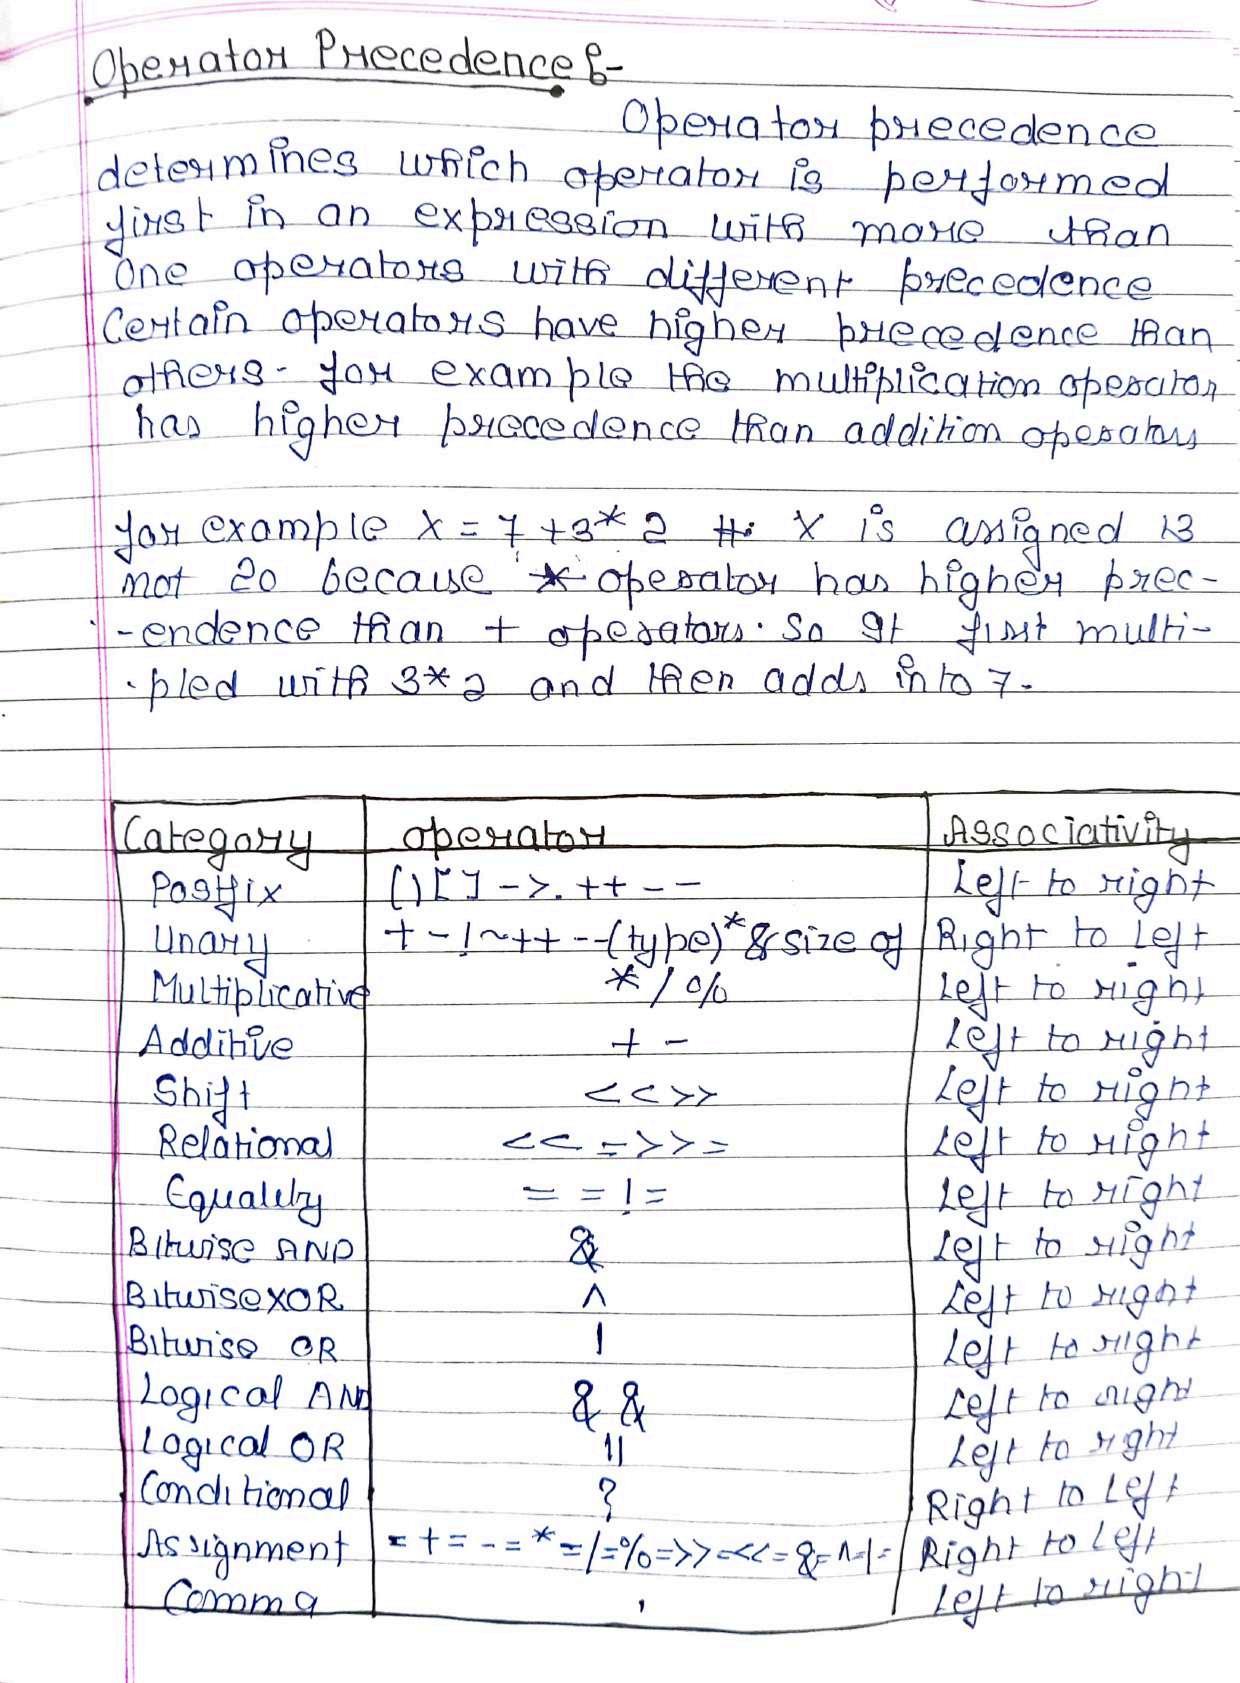 Operator Precedence :-
Operator precedence
determines which operator is performed
first in an expression with more than
One operators with different precedence
Certain operators have higher precedence than
others. for example the multiplication operator
has higher precedence than addition operators
for example X = 7 + 3 * 2 X is assigned 13
not 20 because * operator has higher prec-
-endence than + operators. So It first multi-
-pled with 3*2 and then adds into 7.
Category operator Associativity
Postfix () [ ] -> . ++ -- Left to right
Unary + - ! ~ ++ -- (type) * & size of Right to Left
Multiplicative * / % Left to right
Additive + - Left to right
Shift << >> Left to right
Relational < < = > > = Left to right
Equality = = ! = Left to right
Bitwise AND & Left to right
Bitwise XOR ^ Left to right
Bitwise OR | Left to right
Logical AND && Left to right
Logical OR || Left to right
Conditional ? Right to Left
Assignment = += -= *= /= %= >>= <<= &= ^= |= Right to Left
Comma , Left to right